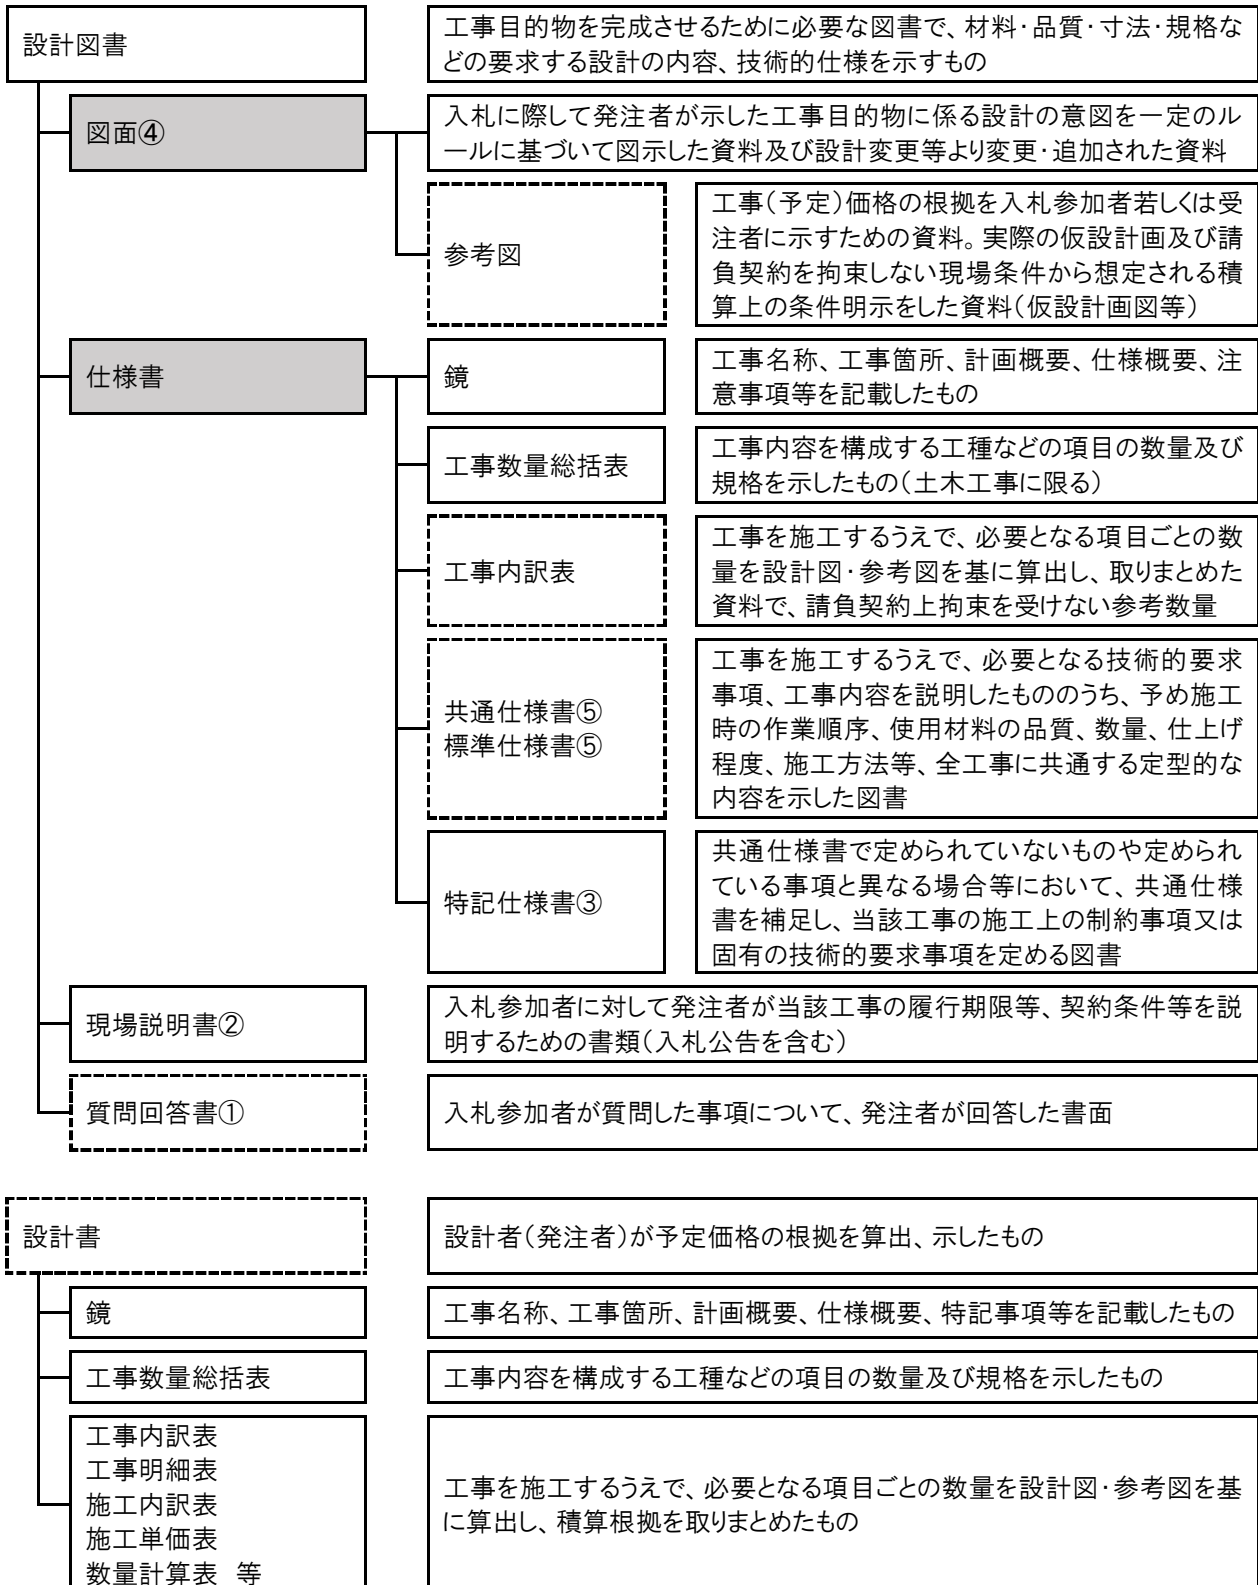 設計図書
工事目的物を完成させるために必要な図書で、材料・品質・寸法・規格な
どの要求する設計の内容、技術的仕様を示すもの
図面④
入札に際して発注者が示した工事目的物に係る設計の意図を一定のル
ールに基づいて図示した資料及び設計変更等より変更・追加された資料
参考図
工事（予定）価格の根拠を入札参加者若しくは受
注者に示すための資料。実際の仮設計画及び請
負契約を拘束しない現場条件から想定される積
算上の条件明示をした資料（仮設計画図等）
仕様書
鏡
工事名称、工事箇所、計画概要、仕様概要、注
意事項等を記載したもの
工事数量総括表
工事内容を構成する工種などの項目の数量及び
規格を示したもの（土木工事に限る）
工事内訳表
工事を施工するうえで、必要となる項目ごとの数
量を設計図・参考図を基に算出し、取りまとめた
資料で、請負契約上拘束を受けない参考数量
共通仕様書⑤
標準仕様書⑤
工事を施工するうえで、必要となる技術的要求
事項、工事内容を説明したもののうち、予め施工
時の作業順序、使用材料の品質、数量、仕上げ
程度、施工方法等、全工事に共通する定型的な
内容を示した図書
特記仕様書③
共通仕様書で定められていないものや定められ
ている事項と異なる場合等において、共通仕様
書を補足し、当該工事の施工上の制約事項又は
固有の技術的要求事項を定める図書
現場説明書②
入札参加者に対して発注者が当該工事の履行期限等、契約条件等を説
明するための書類（入札公告を含む）
質問回答書①
入札参加者が質問した事項について、発注者が回答した書面
設計書
設計者（発注者）が予定価格の根拠を算出、示したもの
鏡
工事名称、工事箇所、計画概要、仕様概要、特記事項等を記載したもの
工事数量総括表
工事内容を構成する工種などの項目の数量及び規格を示したもの
工事内訳表
工事明細表
施工内訳表
施工単価表
数量計算表　等
工事を施工するうえで、必要となる項目ごとの数量を設計図・参考図を基
に算出し、積算根拠を取りまとめたもの